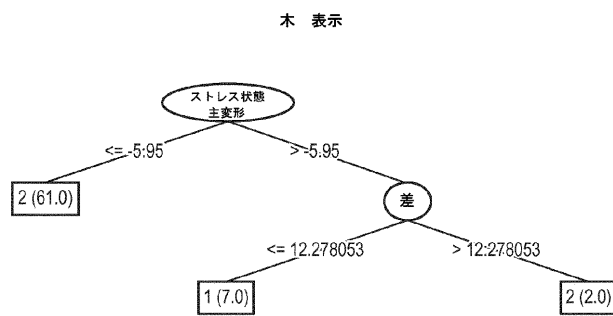 木 表示
ストレス状態
主変形
<= -5.95
> -5.95
2 (61.0)
差
<= 12.278053
> 12.278053
1 (7.0)
2 (2.0)